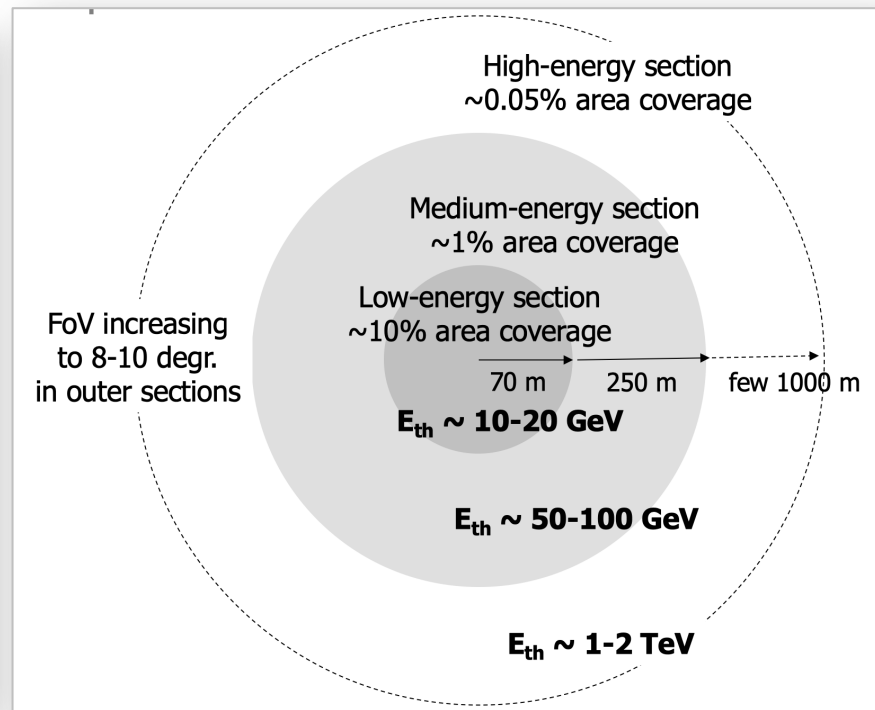 High-energy section
~0.05% area coverage
Medium-energy section
~1% area coverage
Low-energy section
~10% area coverage
FoV increasing
to 8-10 degr.
in outer sections
70 m
250 m
few 1000 m
Eth ~ 10-20 GeV
Eth ~ 50-100 GeV
Eth ~ 1-2 TeV